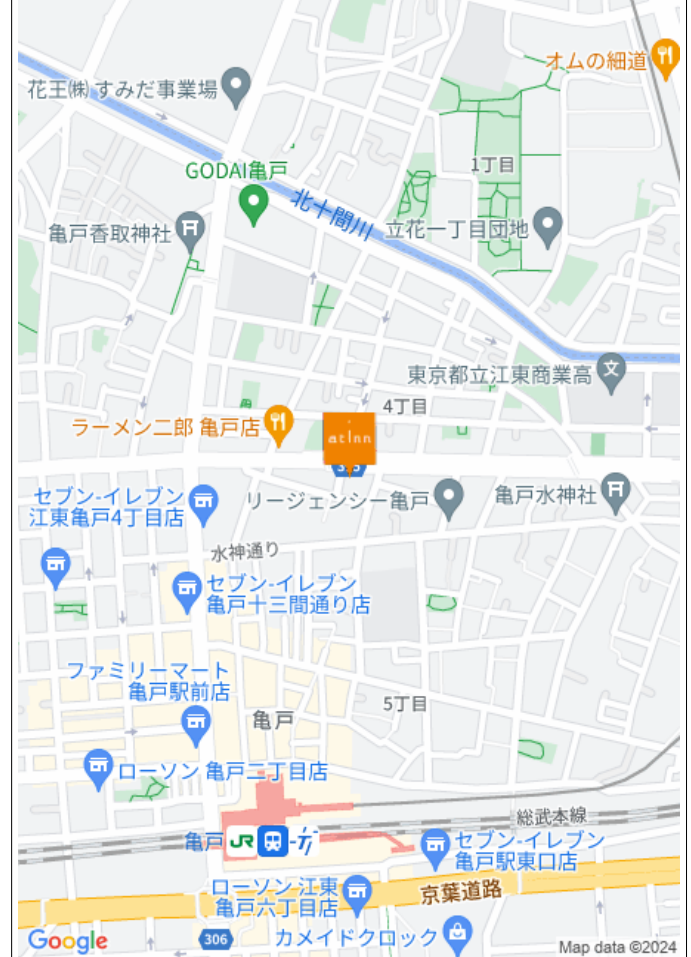 オムの細道
花王㈱ すみだ事業場
1丁目
GODAI亀戸
北十間川
立花一丁目団地
亀戸香取神社
東京都立江東商業高
4丁目
ラーメン二郎 亀戸店
at inn
315
セブン-イレブン
江東亀戸4丁目店
リージェンシー亀戸
亀戸水神社
水神通り
セブン-イレブン
亀戸十三間通り店
ファミリーマート
亀戸駅前店
亀戸
5丁目
ローソン 亀戸二丁目店
総武本線
亀戸
JR
セブン-イレブン
亀戸駅東口店
ローソン 江東
亀戸六丁目店
京葉道路
306
カメイドクロック
Google
Map data ©2024